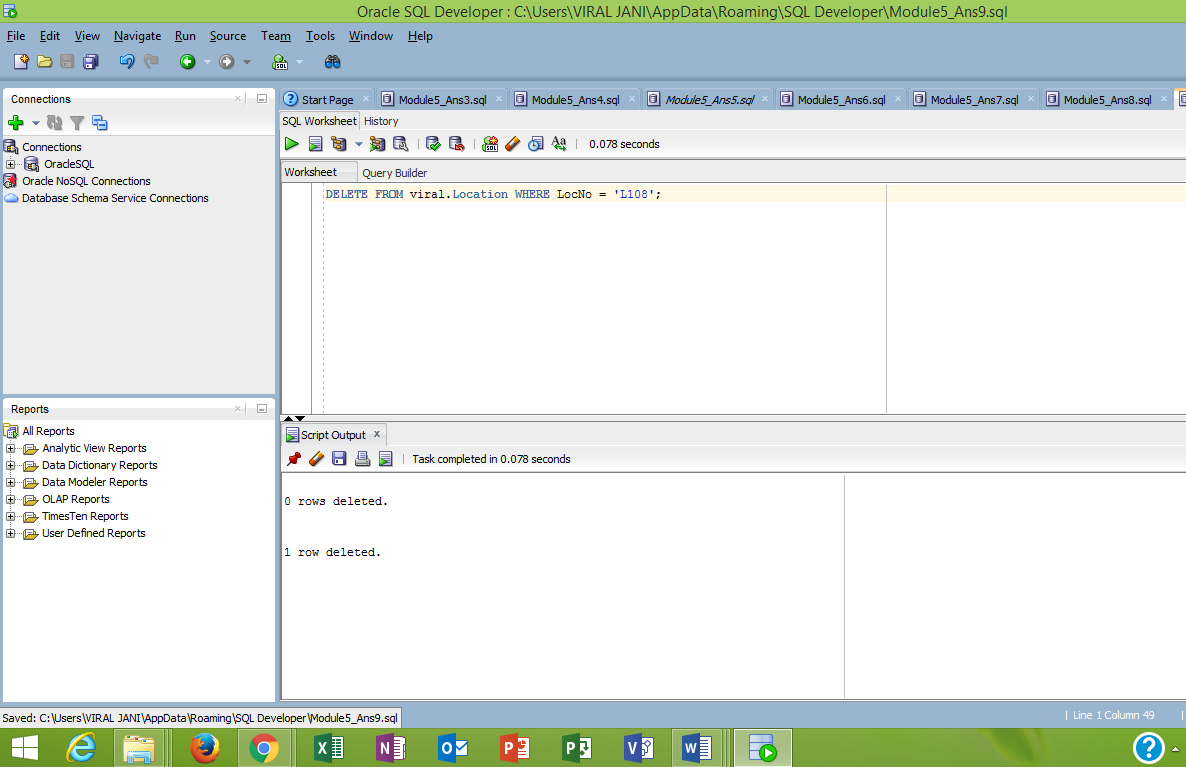 Oracle SQL Developer : C:\Users\VIRAL JANI\AppData\Roaming\SQL Developer\Module5_Ans9.sql
File Edit View Navigate Run Source Team Tools Window Help
Connections
Connections
OracleSQL
Oracle NoSQL Connections
Database Schema Service Connections
Reports
All Reports
Analytic View Reports
Data Dictionary Reports
Data Modeler Reports
OLAP Reports
TimesTen Reports
User Defined Reports
Start Page Module5_Ans3.sql Module5_Ans4.sql Module5_Ans5.sql Module5_Ans6.sql Module5_Ans7.sql Module5_Ans8.sql
SQL Worksheet History
0.078 seconds
Worksheet Query Builder
DELETE FROM viral.Location WHERE LocNo = 'L108';
Script Output
Task completed in 0.078 seconds
0 rows deleted.
1 row deleted.
Saved: C:\Users\VIRAL JANI\AppData\Roaming\SQL Developer\Module5_Ans9.sql
Line 1 Column 49